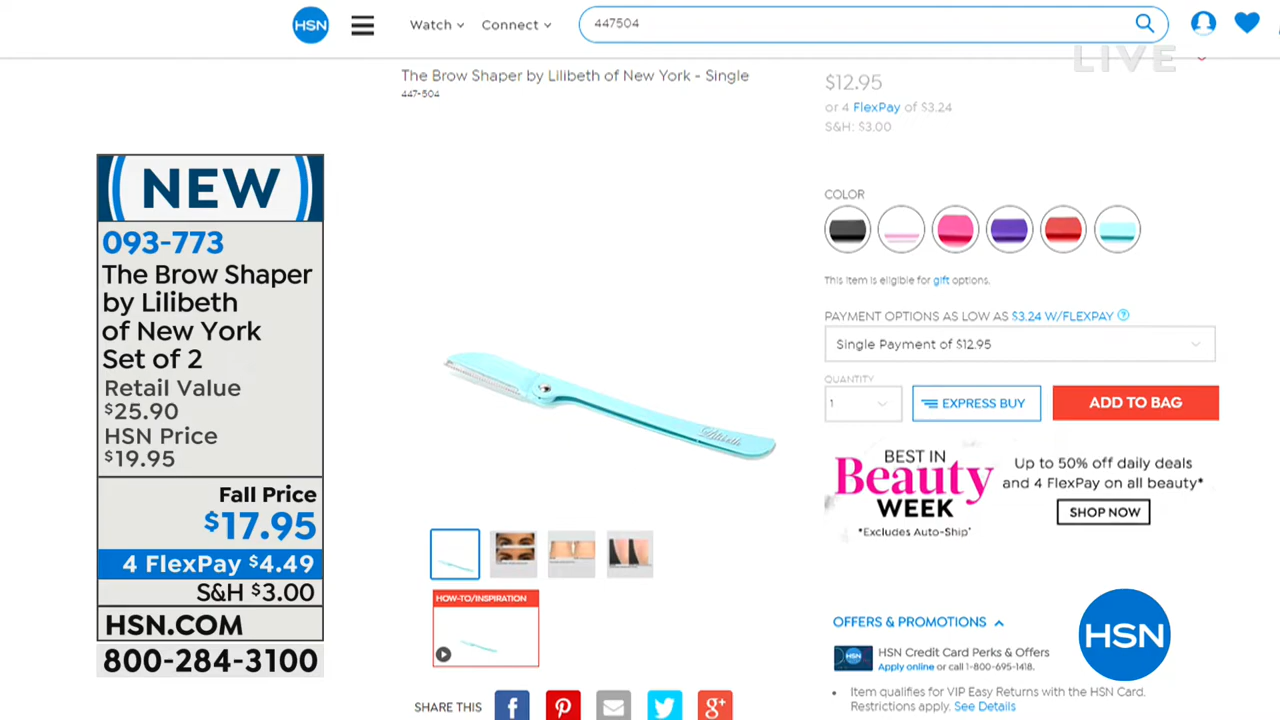 HSN
Watch
Connect
447504
LIVE
The Brow Shaper by Lilibeth of New York - Single
447-504
$12.95
or 4 FlexPay of $3.24
S&H: $3.00
NEW
093-773
The Brow Shaper
by Lilibeth
of New York
Set of 2
Retail Value
$25.90
HSN Price
$19.95
Fall Price
$17.95
4 FlexPay $4.49
S&H $3.00
HSN.COM
800-284-3100
COLOR
This item is eligible for gift options.
PAYMENT OPTIONS AS LOW AS $3.24 W/FLEXPAY ?
Single Payment of $12.95
QUANTITY
1
EXPRESS BUY
ADD TO BAG
Lilibeth
BEST IN
Beauty
WEEK
*Excludes Auto-Ship*
Up to 50% off daily deals
and 4 FlexPay on all beauty*
SHOP NOW
HOW-TO/INSPIRATION
OFFERS & PROMOTIONS
HSN
HSN Credit Card Perks & Offers
Apply online or call 1-800-695-1418.
HSN
• Item qualifies for VIP Easy Returns with the HSN Card.
Restrictions apply. See Details
SHARE THIS